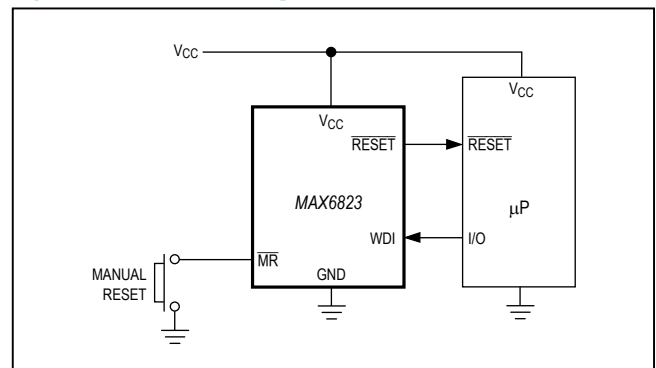 VCC
VCC
VCC
RESET
RESET
MAX6823
μP
WDI
I/O
MR
MANUAL
RESET
GND